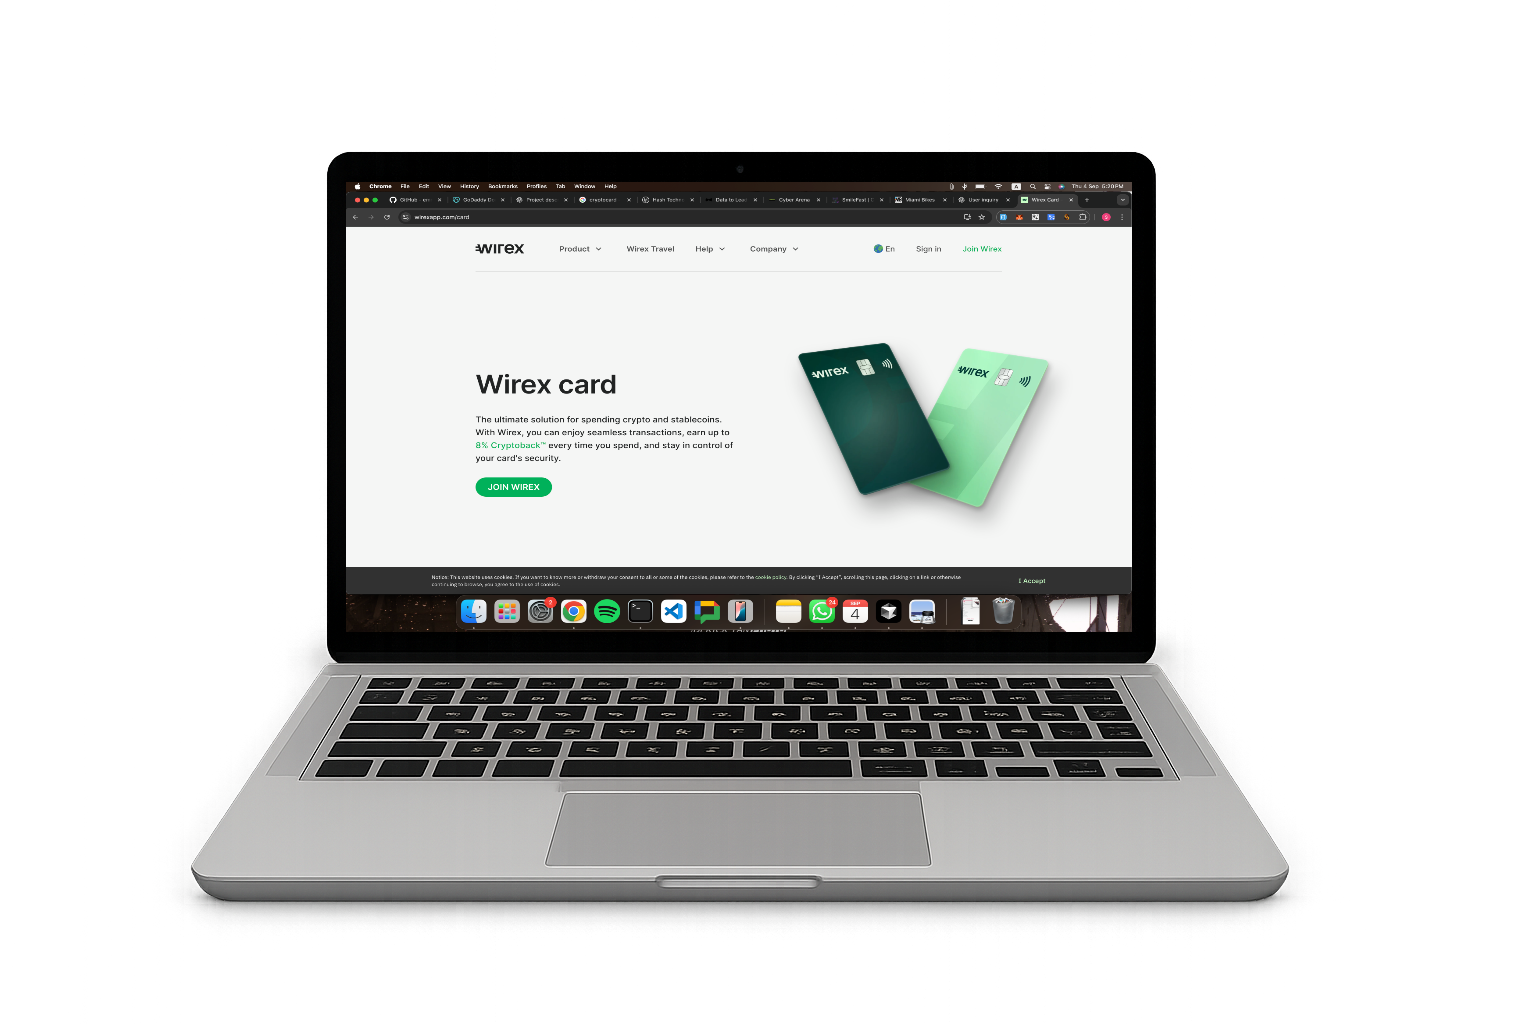 Chrome File Edit View History Bookmarks Profiles Tab Window Help
A Thu 4 Sep 5:20PM
GitHub GoDaddy Project des cryptocard Hash Techn Data to Lead Cyber Arena SmileFast | Miami Bikes User inquiry Wirex Card
wirexapp.com/card
wirex Product Wirex Travel Help Company En Sign in Join Wirex
wirex
wirex
Wirex card
The ultimate solution for spending crypto and stablecoins.
With Wirex, you can enjoy seamless transactions, earn up to
8% Cryptoback™ every time you spend, and stay in control of
your card's security.
JOIN WIREX
Notice: This website uses cookies. If you want to know more or withdraw your consent to all or some of the cookies, please refer to the cookie policy. By clicking "I Accept", scrolling this page, clicking on a link or otherwise
continuing to browse, you agree to the use of cookies.
I Accept
2
24
SEP
4